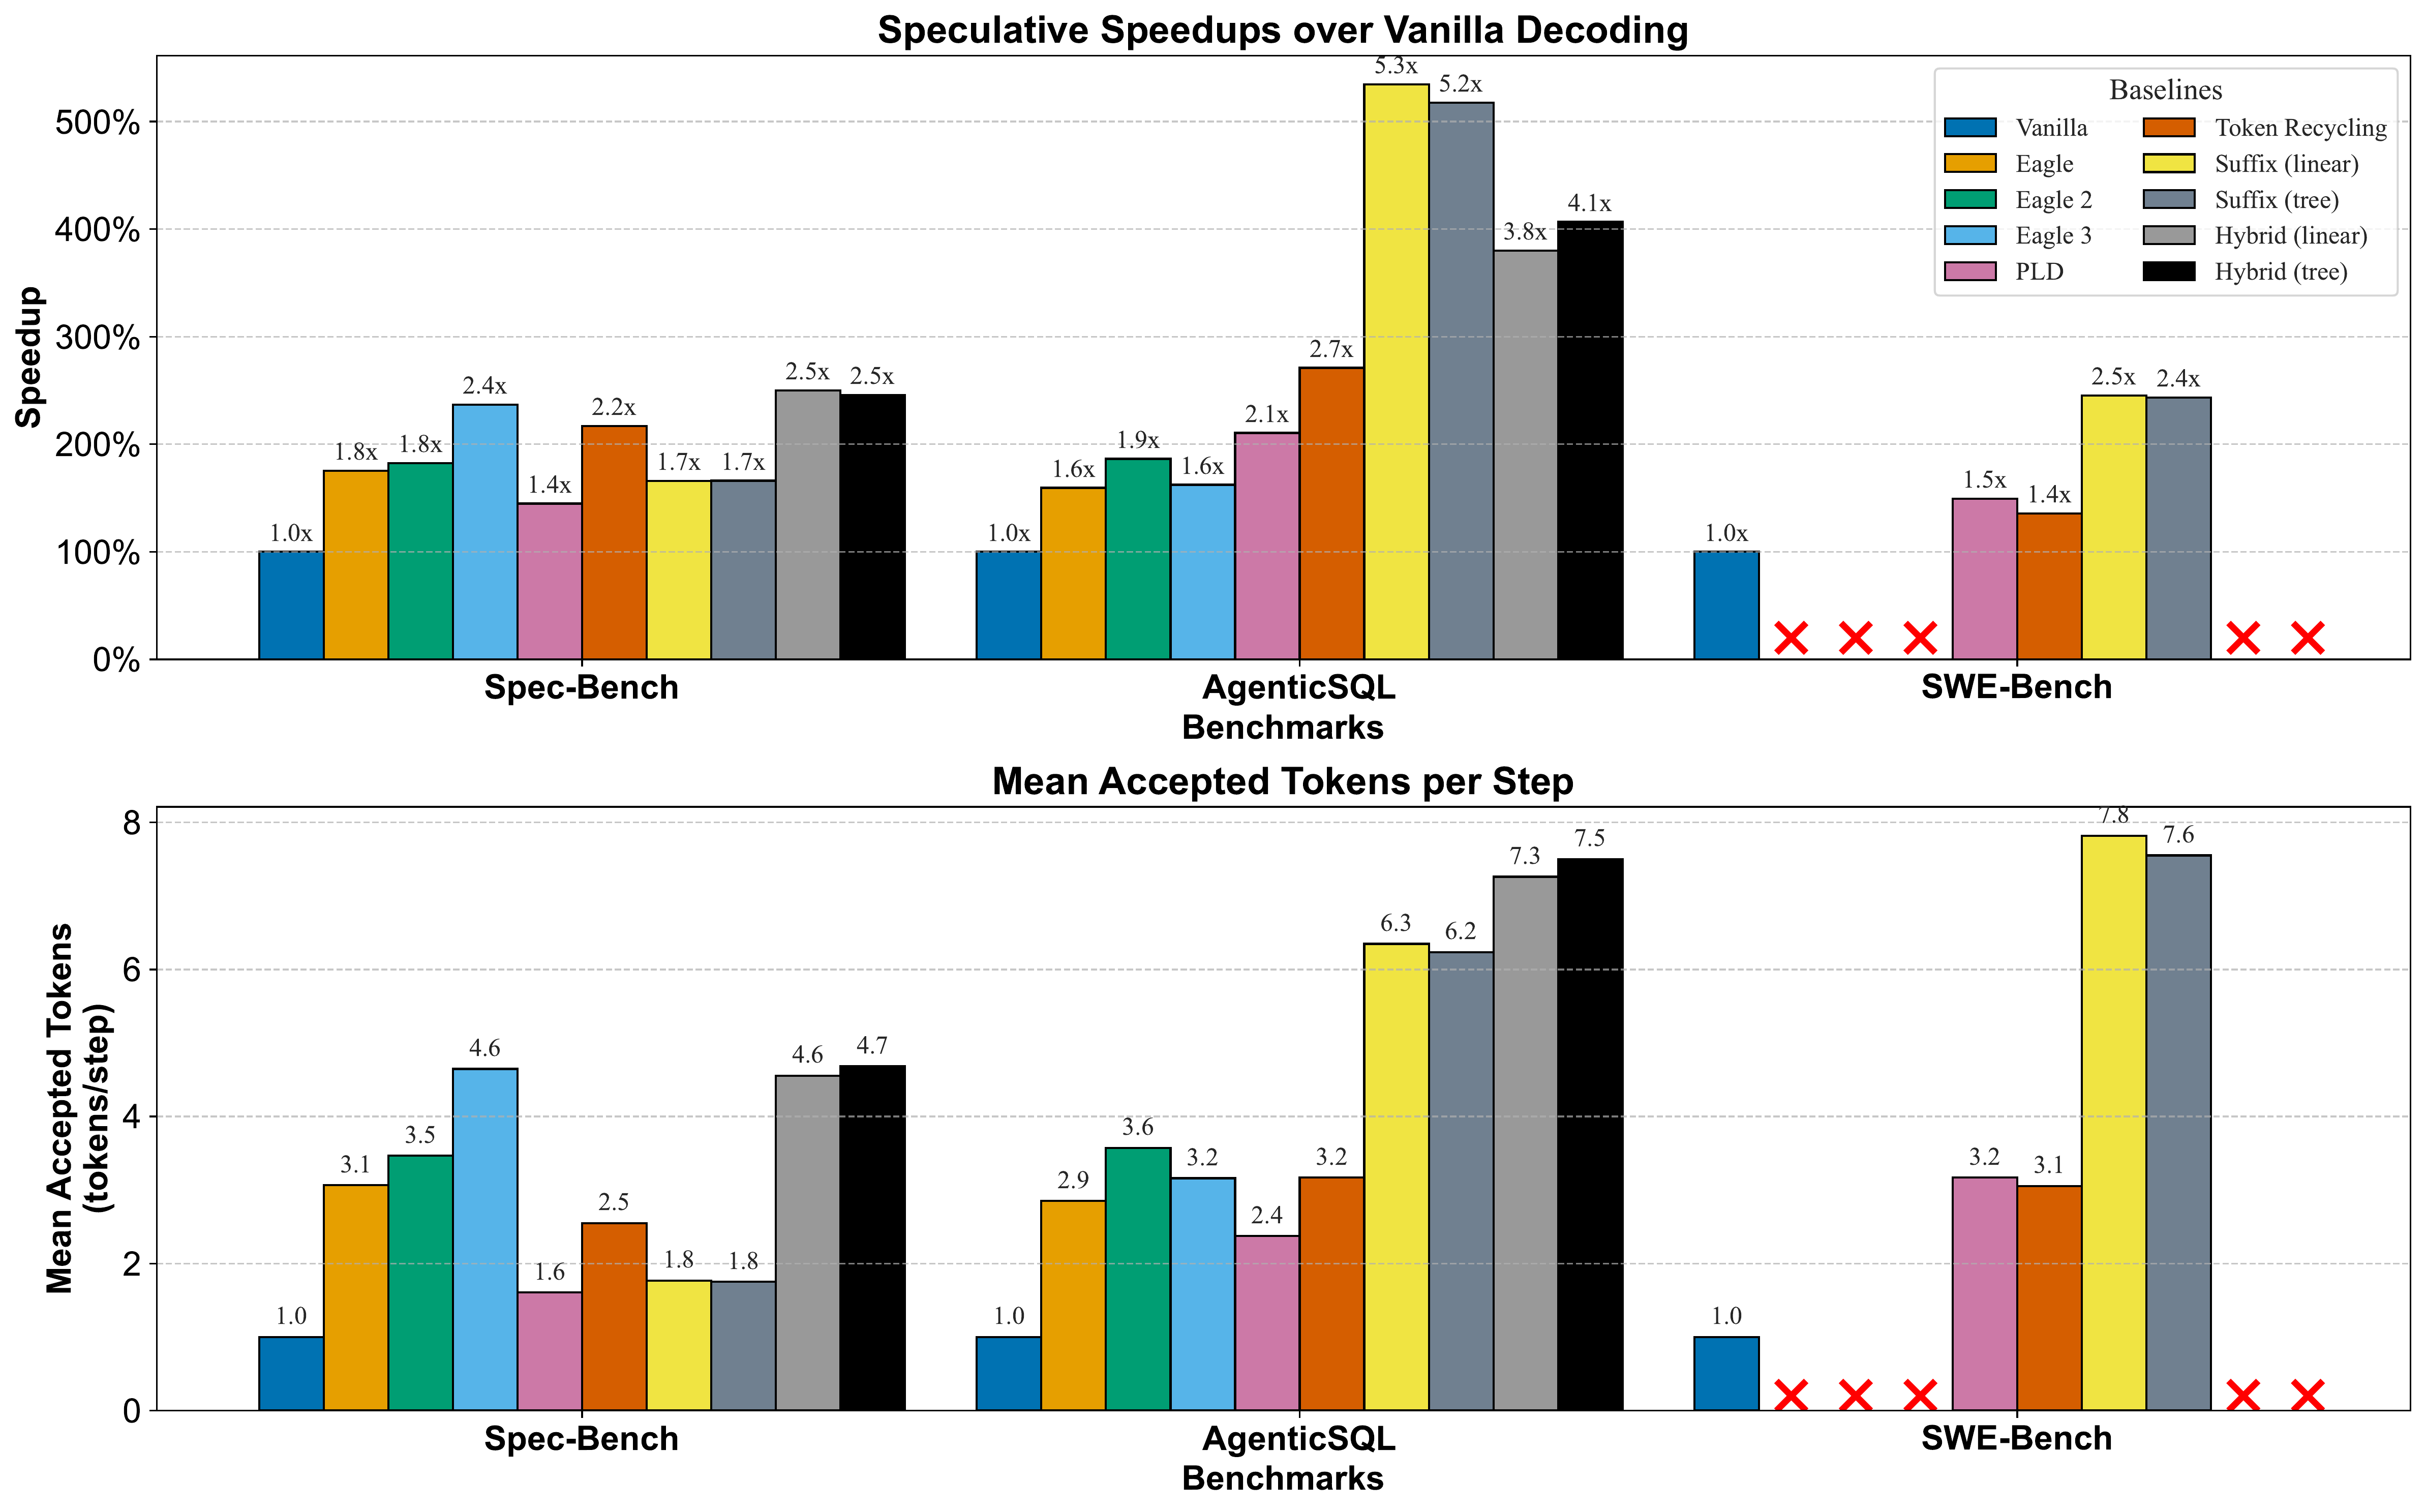 Speculative Speedups over Vanilla Decoding
Speedup
500%
400%
300%
200%
100%
0%
1.0x
1.8x
1.8x
2.4x
1.4x
2.2x
1.7x
1.7x
2.5x
2.5x
1.0x
1.6x
1.9x
1.6x
2.1x
2.7x
5.3x
5.2x
3.8x
4.1x
1.0x
1.5x
1.4x
2.5x
2.4x
Baselines
Vanilla
Eagle
Eagle 2
Eagle 3
PLD
Token Recycling
Suffix (linear)
Suffix (tree)
Hybrid (linear)
Hybrid (tree)
Spec-Bench
AgenticSQL
SWE-Bench
Benchmarks
Mean Accepted Tokens per Step
Mean Accepted Tokens
(tokens/step)
8
6
4
2
0
1.0
3.1
3.5
4.6
1.6
2.5
1.8
1.8
4.6
4.7
1.0
2.9
3.6
3.2
2.4
3.2
6.3
6.2
7.3
7.5
1.0
3.2
3.1
7.8
7.6
Spec-Bench
AgenticSQL
SWE-Bench
Benchmarks